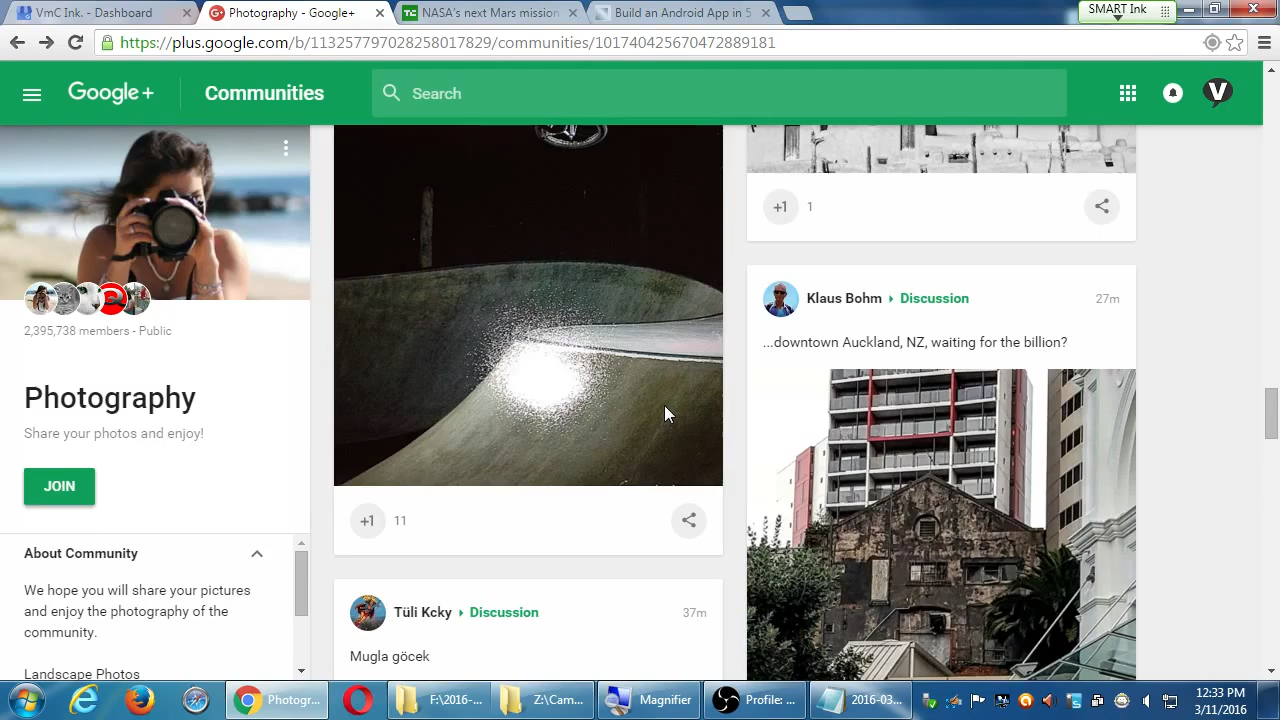 VmC Ink. - Dashboard
Photography - Google+
NASA's next Mars mission
Build an Android App in 5
SMART Ink
https://plus.google.com/b/113257797028258017829/communities/101740425670472889181
Google+
Communities
Search
V
2,395,738 members - Public
Photography
Share your photos and enjoy!
JOIN
About Community
We hope you will share your pictures
and enjoy the photography of the
community.
Landscape Photos
+1 11
Tüli Kcky Discussion 37m
Mugla göcek
+1 1
Klaus Bohm Discussion 27m
...downtown Auckland, NZ, waiting for the billion?
Photogr...
F:\2016-...
Z:\Cam...
Magnifier
Profile: ...
2016-03...
12:33 PM
3/11/2016